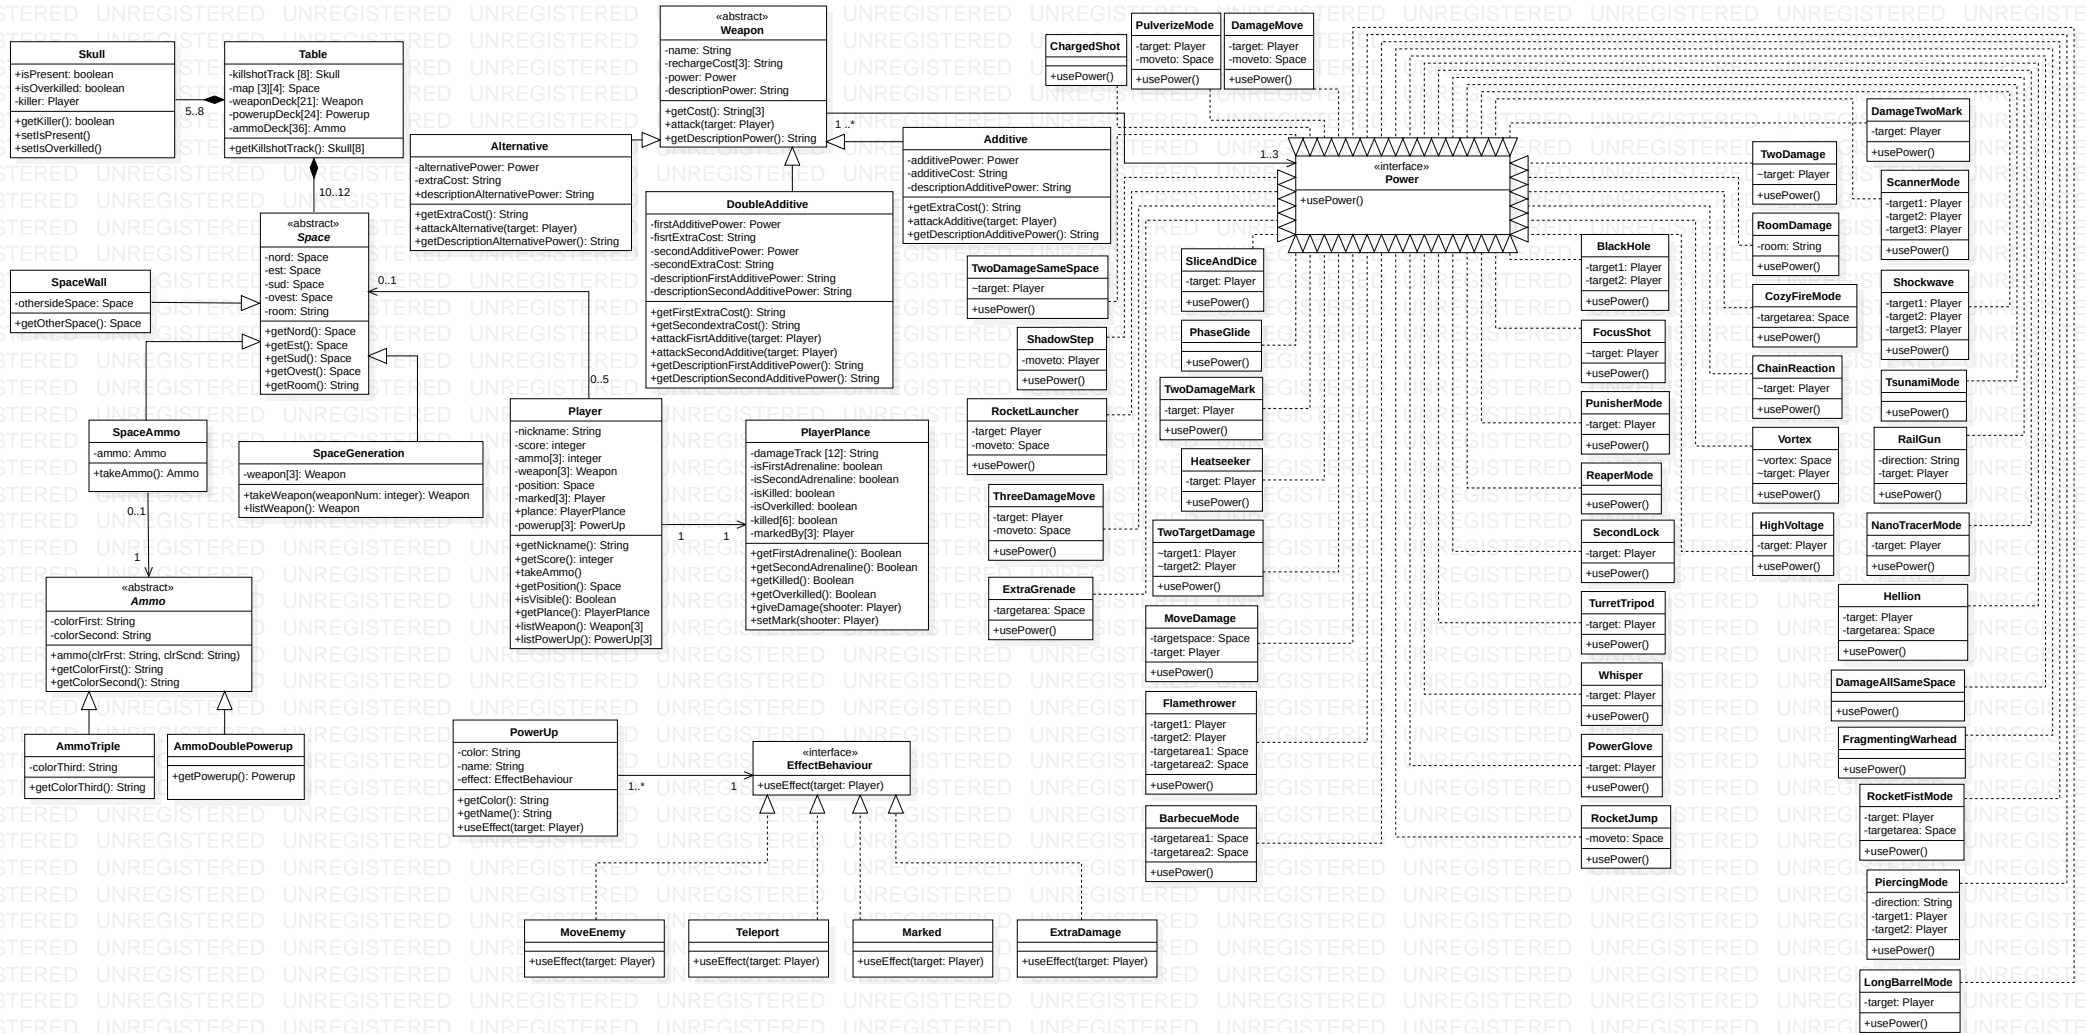 Skull
+isPresent: boolean
+isOverkilled: boolean
-killer: Player
+getKiller(): boolean
+setIsPresent()
+setIsOverkilled()
5..8
Table
-killshotTrack [8]: Skull
-map [3][4]: Space
-weaponDeck[21]: Weapon
-powerupDeck[24]: Powerup
-ammoDeck[36]: Ammo
+getKillshotTrack(): Skull[8]
10..12
«abstract»
Space
-nord: Space
-est: Space
-sud: Space
-ovest: Space
-room: String
+getNord(): Space
+getEst(): Space
+getSud(): Space
+getOvest(): Space
+getRoom(): String
0..1
0..5
SpaceWall
-othersideSpace: Space
+getOtherSpace(): Space
SpaceAmmo
-ammo: Ammo
+takeAmmo(): Ammo
0..1
1
SpaceGeneration
-weapon[3]: Weapon
+takeWeapon(weaponNum: integer): Weapon
+listWeapon(): Weapon
«abstract»
Ammo
-colorFirst: String
-colorSecond: String
+ammo(clrFrst: String, clrScnd: String)
+getColorFirst(): String
+getColorSecond(): String
AmmoTriple
-colorThird: String
+getColorThird(): String
AmmoDoublePowerup
+getPowerup(): Powerup
«abstract»
Weapon
-name: String
-rechargeCost[3]: String
-power: Power
-descriptionPower: String
+getCost(): String[3]
+attack(target: Player)
+getDescriptionPower(): String
1 ..*
1..3
Alternative
-alternativePower: Power
-extraCost: String
+descriptionAlternativePower: String
+getExtraCost(): String
+attackAlternative(target: Player)
+getDescriptionAlternativePower(): String
DoubleAdditive
-firstAdditivePower: Power
-fisrtExtraCost: String
-secondAdditivePower: Power
-secondExtraCost: String
-descriptionFirstAdditivePower: String
-descriptionSecondAdditivePower: String
+getFirstExtraCost(): String
+getSecondextraCost(): String
+attackFisrtAdditive(target: Player)
+attackSecondAdditive(target: Player)
+getDescriptionFirstAdditivePower(): String
+getDescriptionSecondAdditivePower(): String
Additive
-additivePower: Power
-additiveCost: String
-descriptionAdditivePower: String
+getExtraCost(): String
+attackAdditive(target: Player)
+getDescriptionAdditivePower(): String
Player
-nickname: String
-score: integer
-ammo[3]: integer
-weapon[3]: Weapon
-position: Space
-marked[3]: Player
-plance: PlayerPlance
-powerup[3]: PowerUp
+getNickname(): String
+getScore(): integer
+takeAmmo()
+getPosition(): Space
+isVisible(): Boolean
+getPlance(): PlayerPlance
+listWeapon(): Weapon[3]
+listPowerUp(): PowerUp[3]
1
1
PlayerPlance
-damageTrack [12]: String
-isFirstAdrenaline: boolean
-isSecondAdrenaline: boolean
-isKilled: boolean
-isOverkilled: boolean
-killed[6]: boolean
-markedBy[3]: Player
+getFirstAdrenaline(): Boolean
+getSecondAdrenaline(): Boolean
+getKilled(): Boolean
+getOverkilled(): Boolean
+giveDamage(shooter: Player)
+setMark(shooter: Player)
PowerUp
-color: String
-name: String
-effect: EffectBehaviour
+getColor(): String
+getName(): String
+useEffect(target: Player)
1..*
1
«interface»
EffectBehaviour
+useEffect(target: Player)
MoveEnemy
+useEffect(target: Player)
Teleport
+useEffect(target: Player)
Marked
+useEffect(target: Player)
ExtraDamage
+useEffect(target: Player)
ChargedShot
+usePower()
PulverizeMode
-target: Player
-moveto: Space
+usePower()
DamageMove
-target: Player
-moveto: Space
+usePower()
«interface»
Power
+usePower()
TwoDamageSameSpace
~target: Player
+usePower()
ShadowStep
-moveto: Player
+usePower()
RocketLauncher
-target: Player
-moveto: Space
+usePower()
ThreeDamageMove
-target: Player
-moveto: Space
+usePower()
ExtraGrenade
-targetarea: Space
+usePower()
SliceAndDice
-target: Player
+usePower()
PhaseGlide
+usePower()
TwoDamageMark
-target: Player
+usePower()
Heatseeker
-target: Player
+usePower()
TwoTargetDamage
~target1: Player
~target2: Player
+usePower()
MoveDamage
-targetspace: Space
-target: Player
+usePower()
Flamethrower
-target1: Player
-target2: Player
-targetarea1: Space
-targetarea2: Space
+usePower()
BarbecueMode
-targetarea1: Space
-targetarea2: Space
+usePower()
BlackHole
-target1: Player
-target2: Player
+usePower()
FocusShot
~target: Player
+usePower()
PunisherMode
-target: Player
+usePower()
ReaperMode
+usePower()
SecondLock
-target: Player
+usePower()
TurretTripod
-target: Player
+usePower()
Whisper
-target: Player
+usePower()
PowerGlove
-target: Player
+usePower()
RocketJump
-moveto: Space
+usePower()
TwoDamage
~target: Player
+usePower()
RoomDamage
-room: String
+usePower()
CozyFireMode
-targetarea: Space
+usePower()
ChainReaction
~target: Player
+usePower()
Vortex
~vortex: Space
~target: Player
+usePower()
HighVoltage
-target: Player
+usePower()
DamageTwoMark
-target: Player
+usePower()
ScannerMode
-target1: Player
-target2: Player
-target3: Player
+usePower()
Shockwave
-target1: Player
-target2: Player
-target3: Player
+usePower()
TsunamiMode
+usePower()
RailGun
-direction: String
-target: Player
+usePower()
NanoTracerMode
-target: Player
+usePower()
Hellion
-target: Player
-targetarea: Space
+usePower()
DamageAllSameSpace
+usePower()
FragmentingWarhead
+usePower()
RocketFistMode
-target: Player
-targetarea: Space
+usePower()
PiercingMode
-direction: String
-target1: Player
-target2: Player
+usePower()
LongBarrelMode
-target: Player
+usePower()